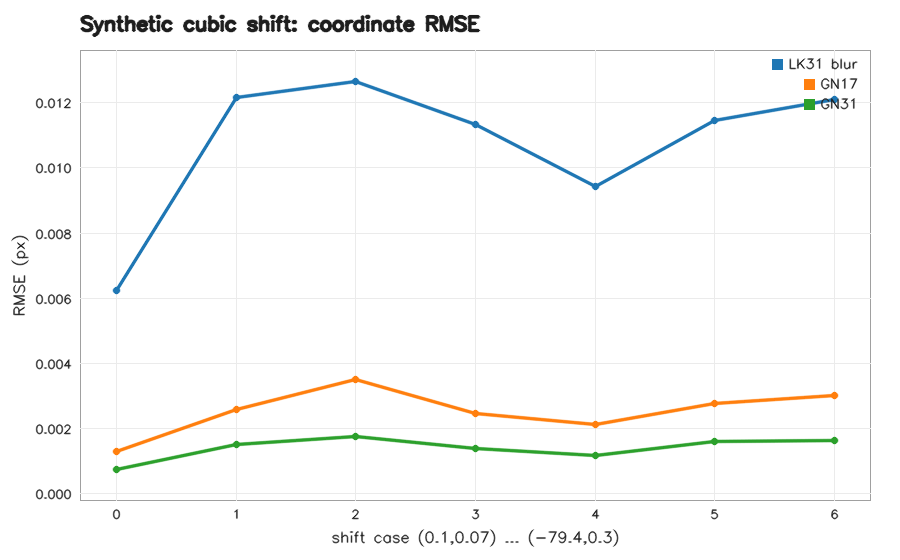 Synthetic cubic shift: coordinate RMSE
LK31 blur
GN17
GN31
0.012
0.010
0.008
0.006
0.004
0.002
0.000
RMSE (px)
0 1 2 3 4 5 6
shift case (0.1,0.07) ... (-79.4,0.3)